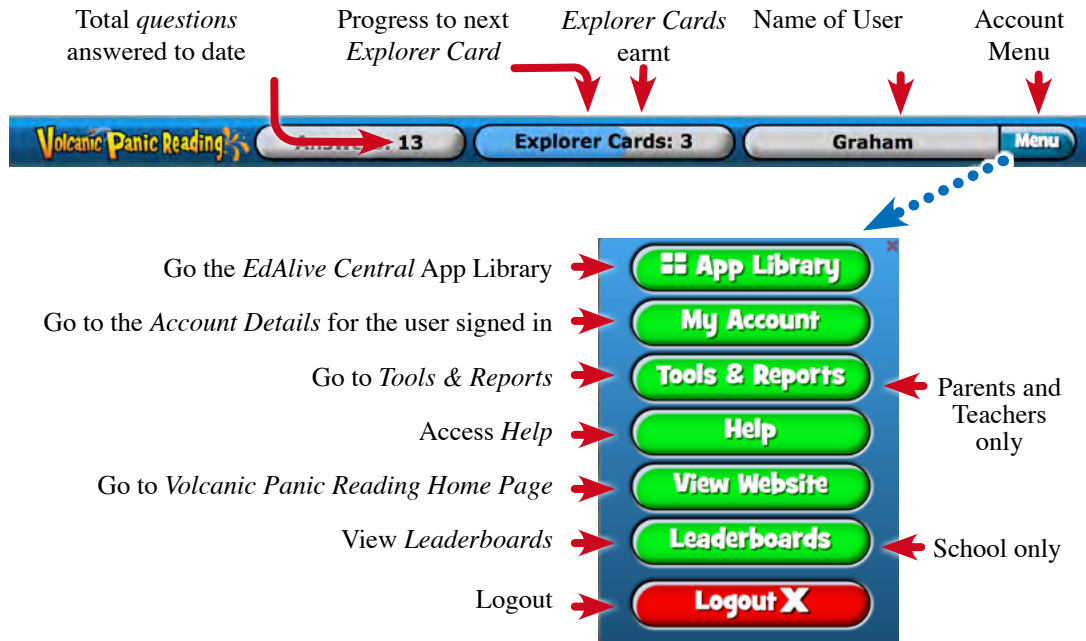 Total questions
answered to date
Progress to next
Explorer Card
Explorer Cards
earnt
Name of User
Account
Menu
Volcanic Panic Reading
Answers: 13
Explorer Cards: 3
Graham
Menu
Go the EdAlive Central App Library
App Library
Go to the Account Details for the user signed in
My Account
Go to Tools & Reports
Tools & Reports
Parents and
Teachers
only
Access Help
Help
Go to Volcanic Panic Reading Home Page
View Website
View Leaderboards
Leaderboards
School only
Logout
Logout X